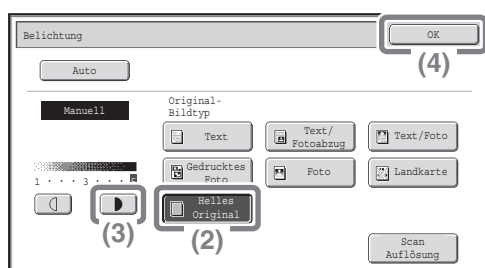 Belichtung
OK
(4)
Auto
Manuell
Original-
Bildtyp
Text
Text/
Fotoabzug
Text/Foto
Gedrucktes
Foto
Foto
Landkarte
1 · · · 3 · · · 5
Helles
Original
(3)
(2)
Scan
Auflösung